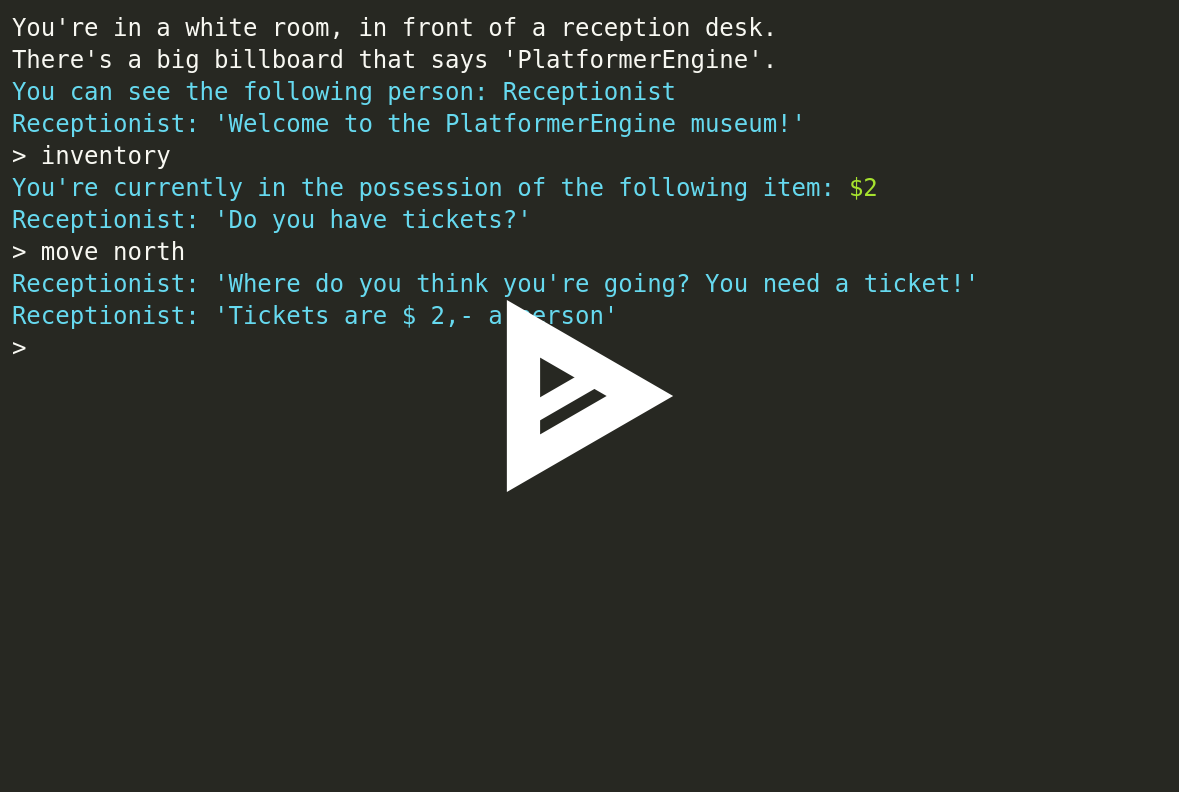 You're in a white room, in front of a reception desk.
There's a big billboard that says 'PlatformerEngine'.
You can see the following person: Receptionist
Receptionist: 'Welcome to the PlatformerEngine museum!'
> inventory
You're currently in the possession of the following item: $2
Receptionist: 'Do you have tickets?'
> move north
Receptionist: 'Where do you think you're going? You need a ticket!'
Receptionist: 'Tickets are $ 2,- a person'
>